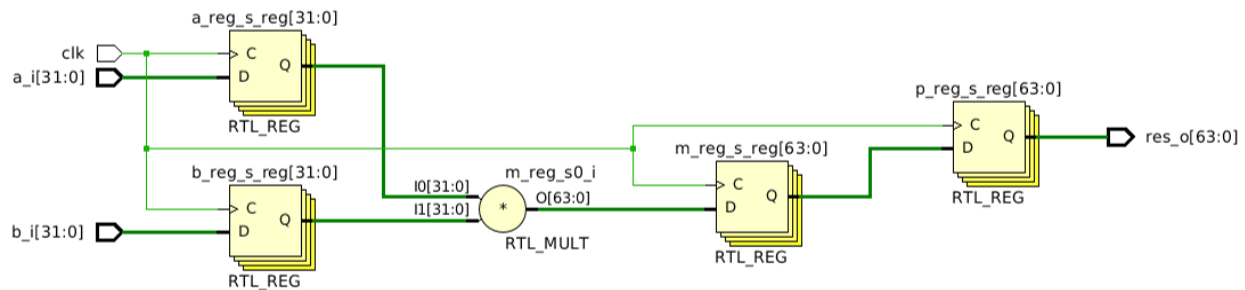 a_reg_s_reg[31:0]
clk
C
Q
a_i[31:0]
D
RTL_REG
b_reg_s_reg[31:0]
C
Q
b_i[31:0]
D
RTL_REG
m_reg_s0_i
I0[31:0]
I1[31:0]
*
O[63:0]
RTL_MULT
m_reg_s_reg[63:0]
C
Q
D
RTL_REG
p_reg_s_reg[63:0]
C
Q
D
RTL_REG
res_o[63:0]